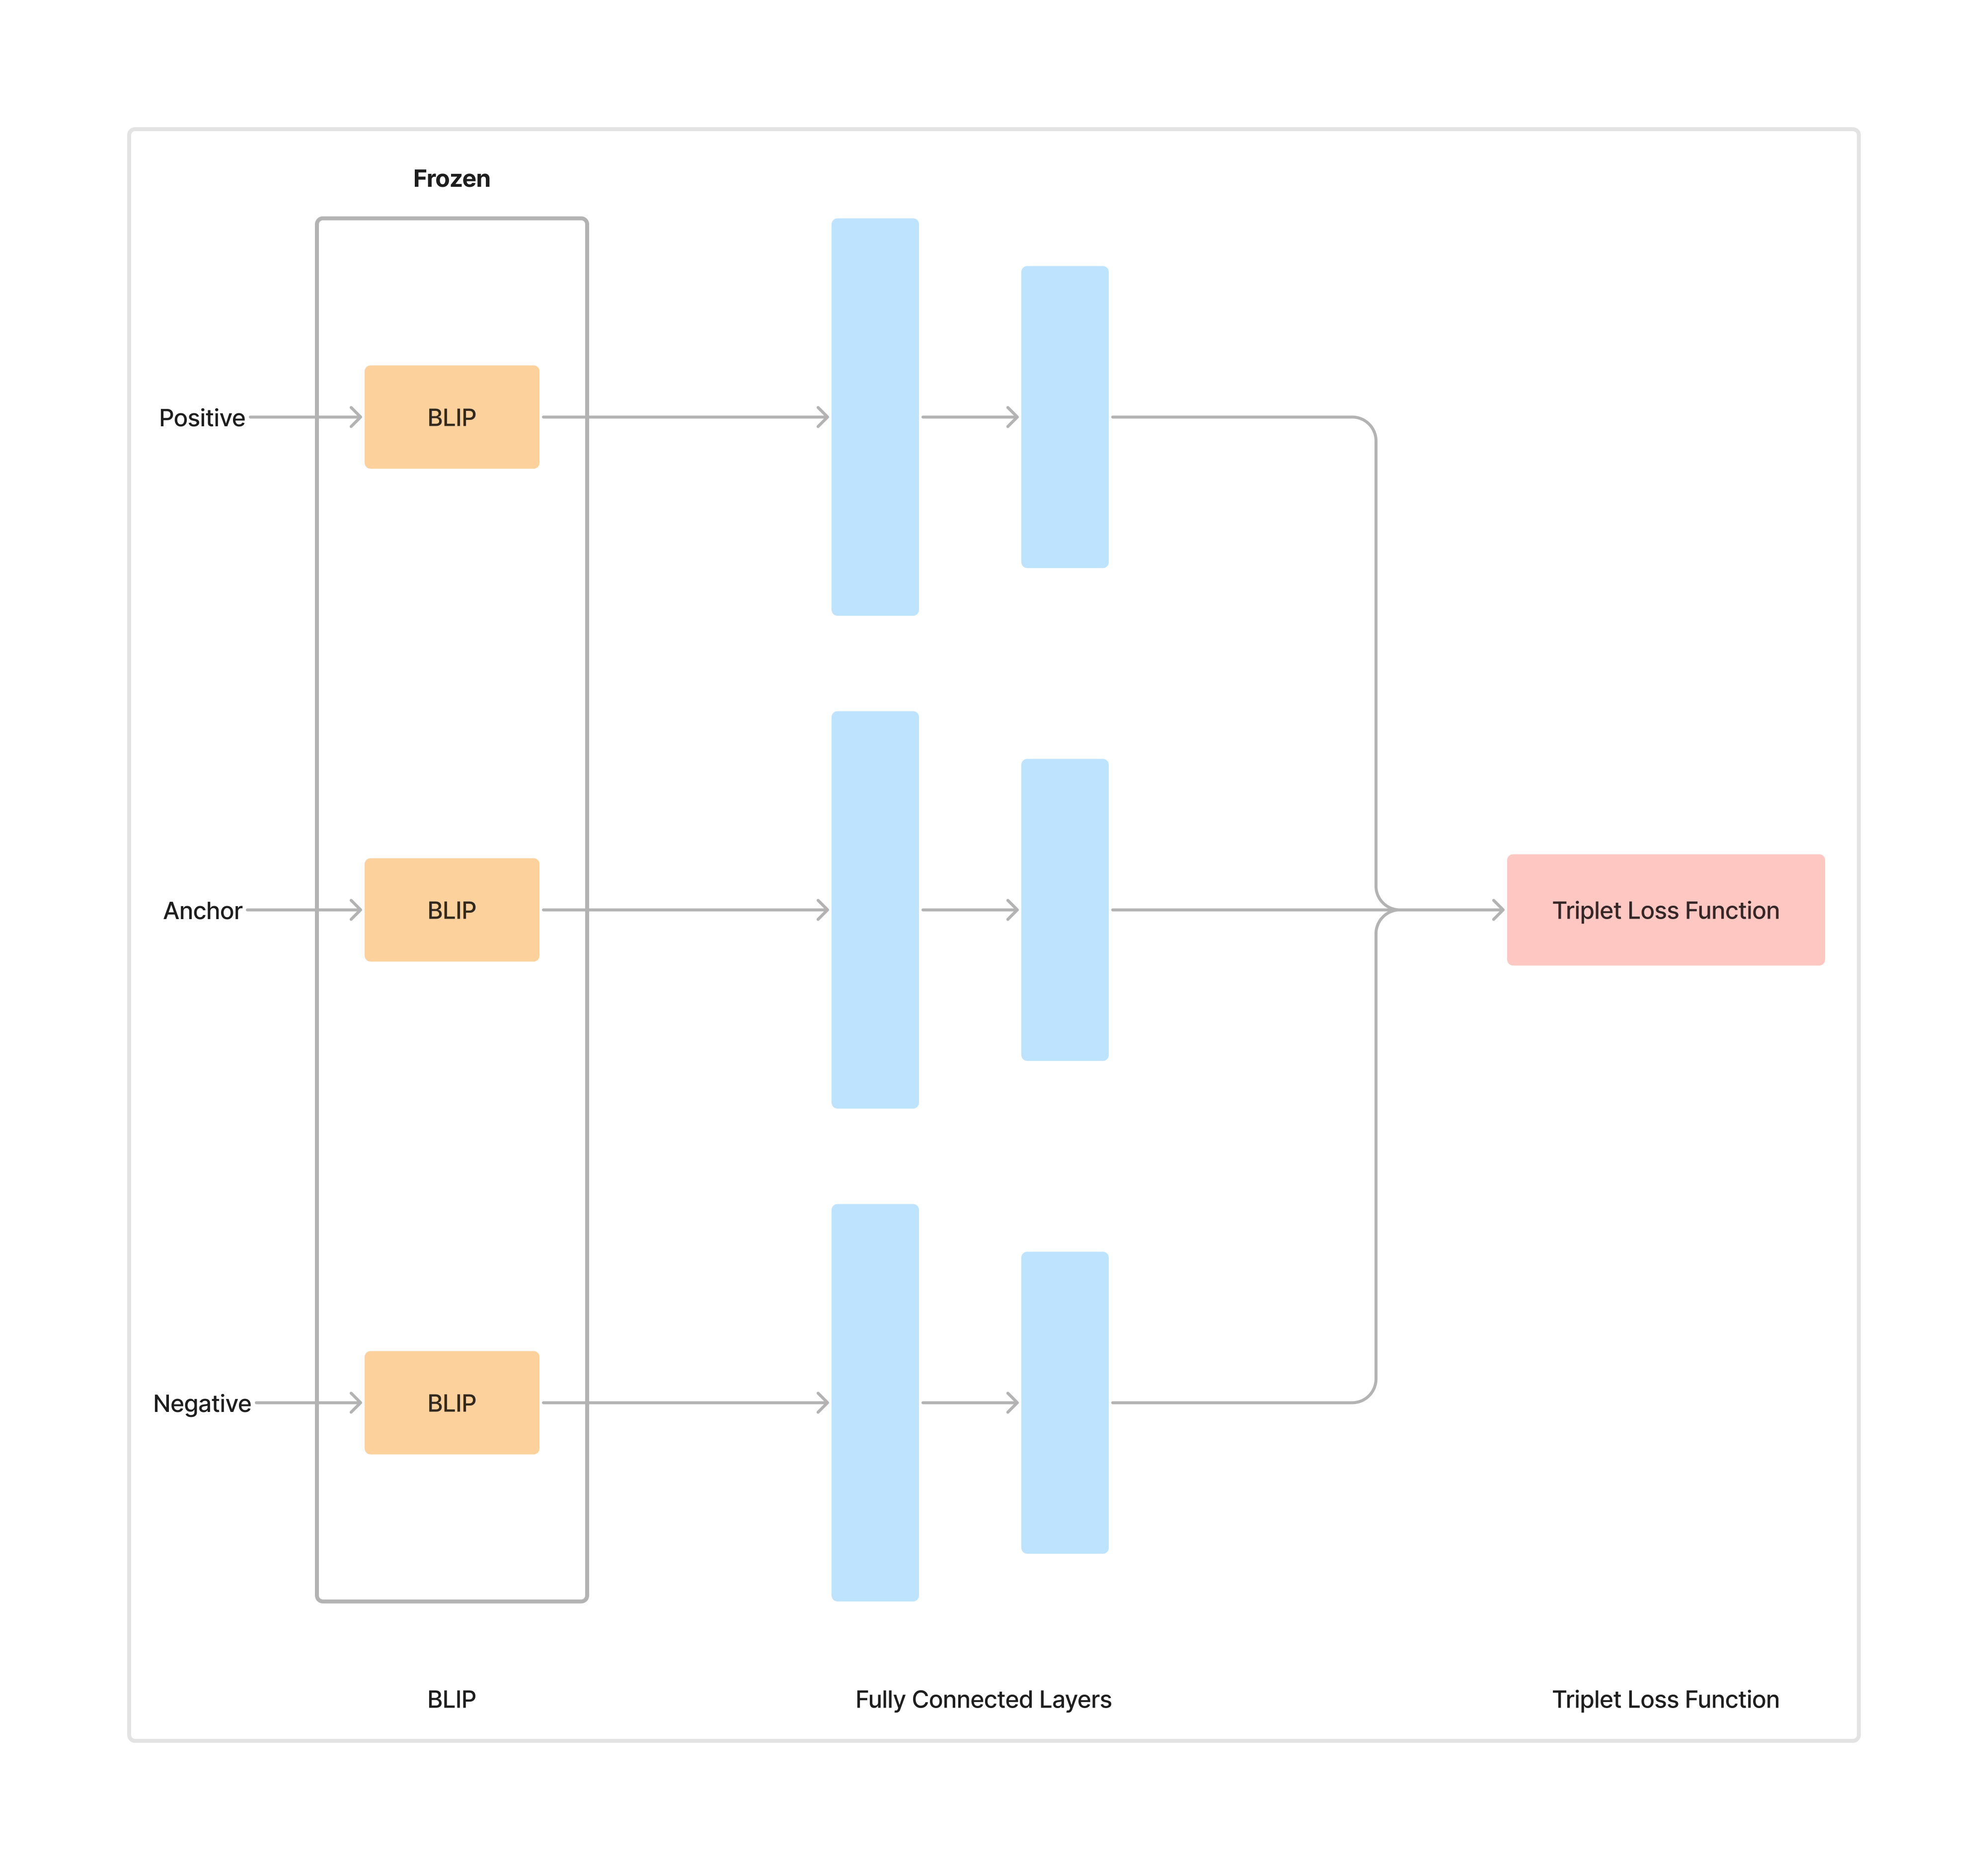 Frozen
Positive
BLIP
Anchor
BLIP
Triplet Loss Function
Negative
BLIP
BLIP
Fully Connected Layers
Triplet Loss Function